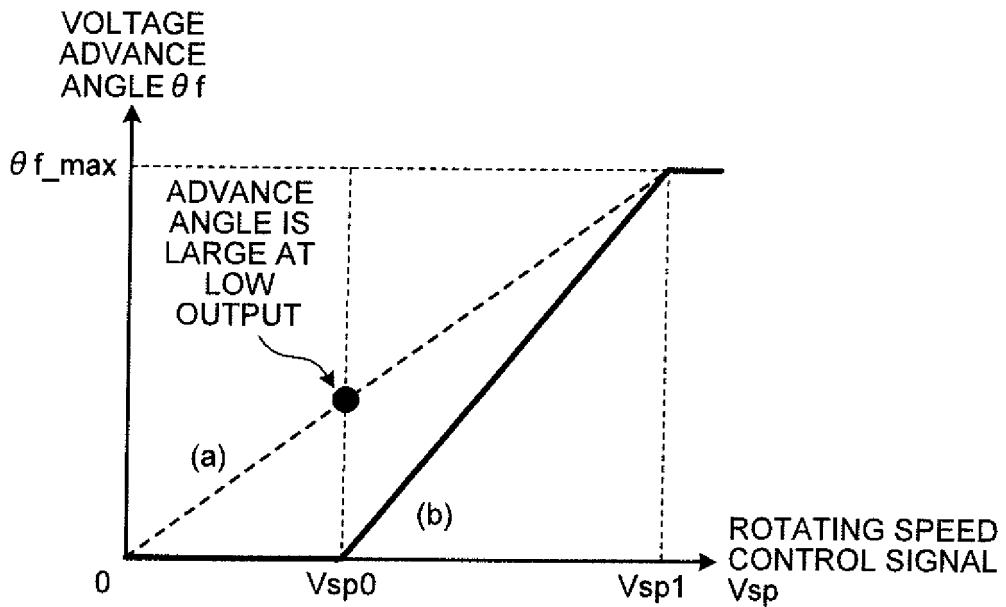 VOLTAGE
ADVANCE
ANGLE θ f
θ f_max
ADVANCE
ANGLE IS
LARGE AT
LOW
OUTPUT
(a)
(b)
0
Vsp0
Vsp1
ROTATING SPEED
CONTROL SIGNAL
Vsp